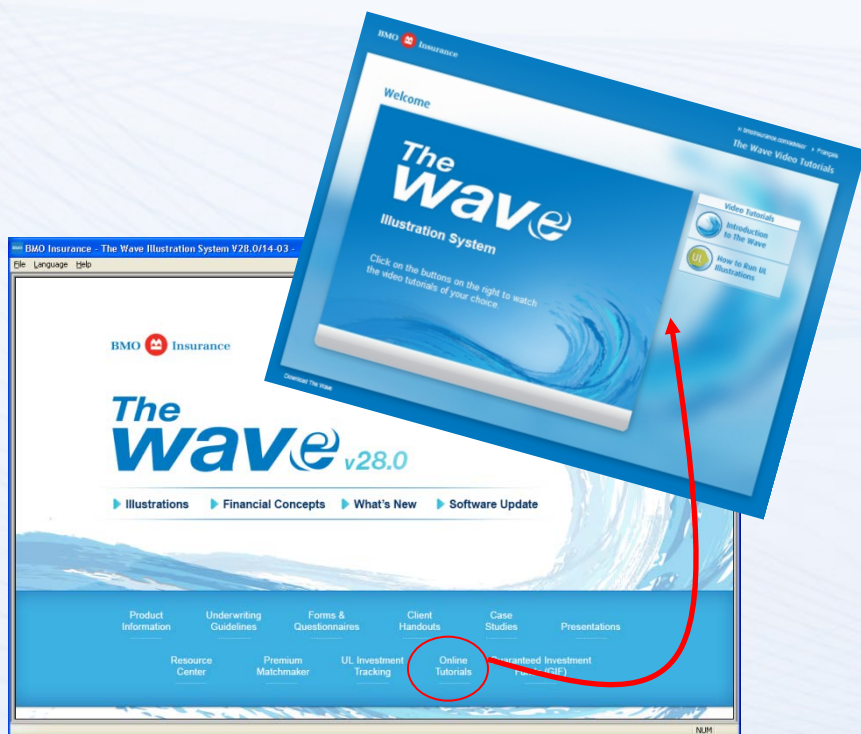 BMO Insurance
Welcome
> Français
The Wave Video Tutorials
The
wave
Illustration System
Click on the buttons on the right to watch
the video tutorials of your choice.
Video Tutorials
Introduction
to The Wave
UI
How to Run UL
Illustrations
Download The Wave
BMO Insurance - The Wave Illustration System V28.0/14-03 -
File Language Help
BMO Insurance
The
wave v28.0
Illustrations Financial Concepts What's New Software Update
Product Information
Underwriting Guidelines
Forms & Questionnaires
Client Handouts
Case Studies
Presentations
Resource Center
Premium Matchmaker
UL Investment Tracking
Online Tutorials
Guaranteed Investment Funds (GIF)
NUM